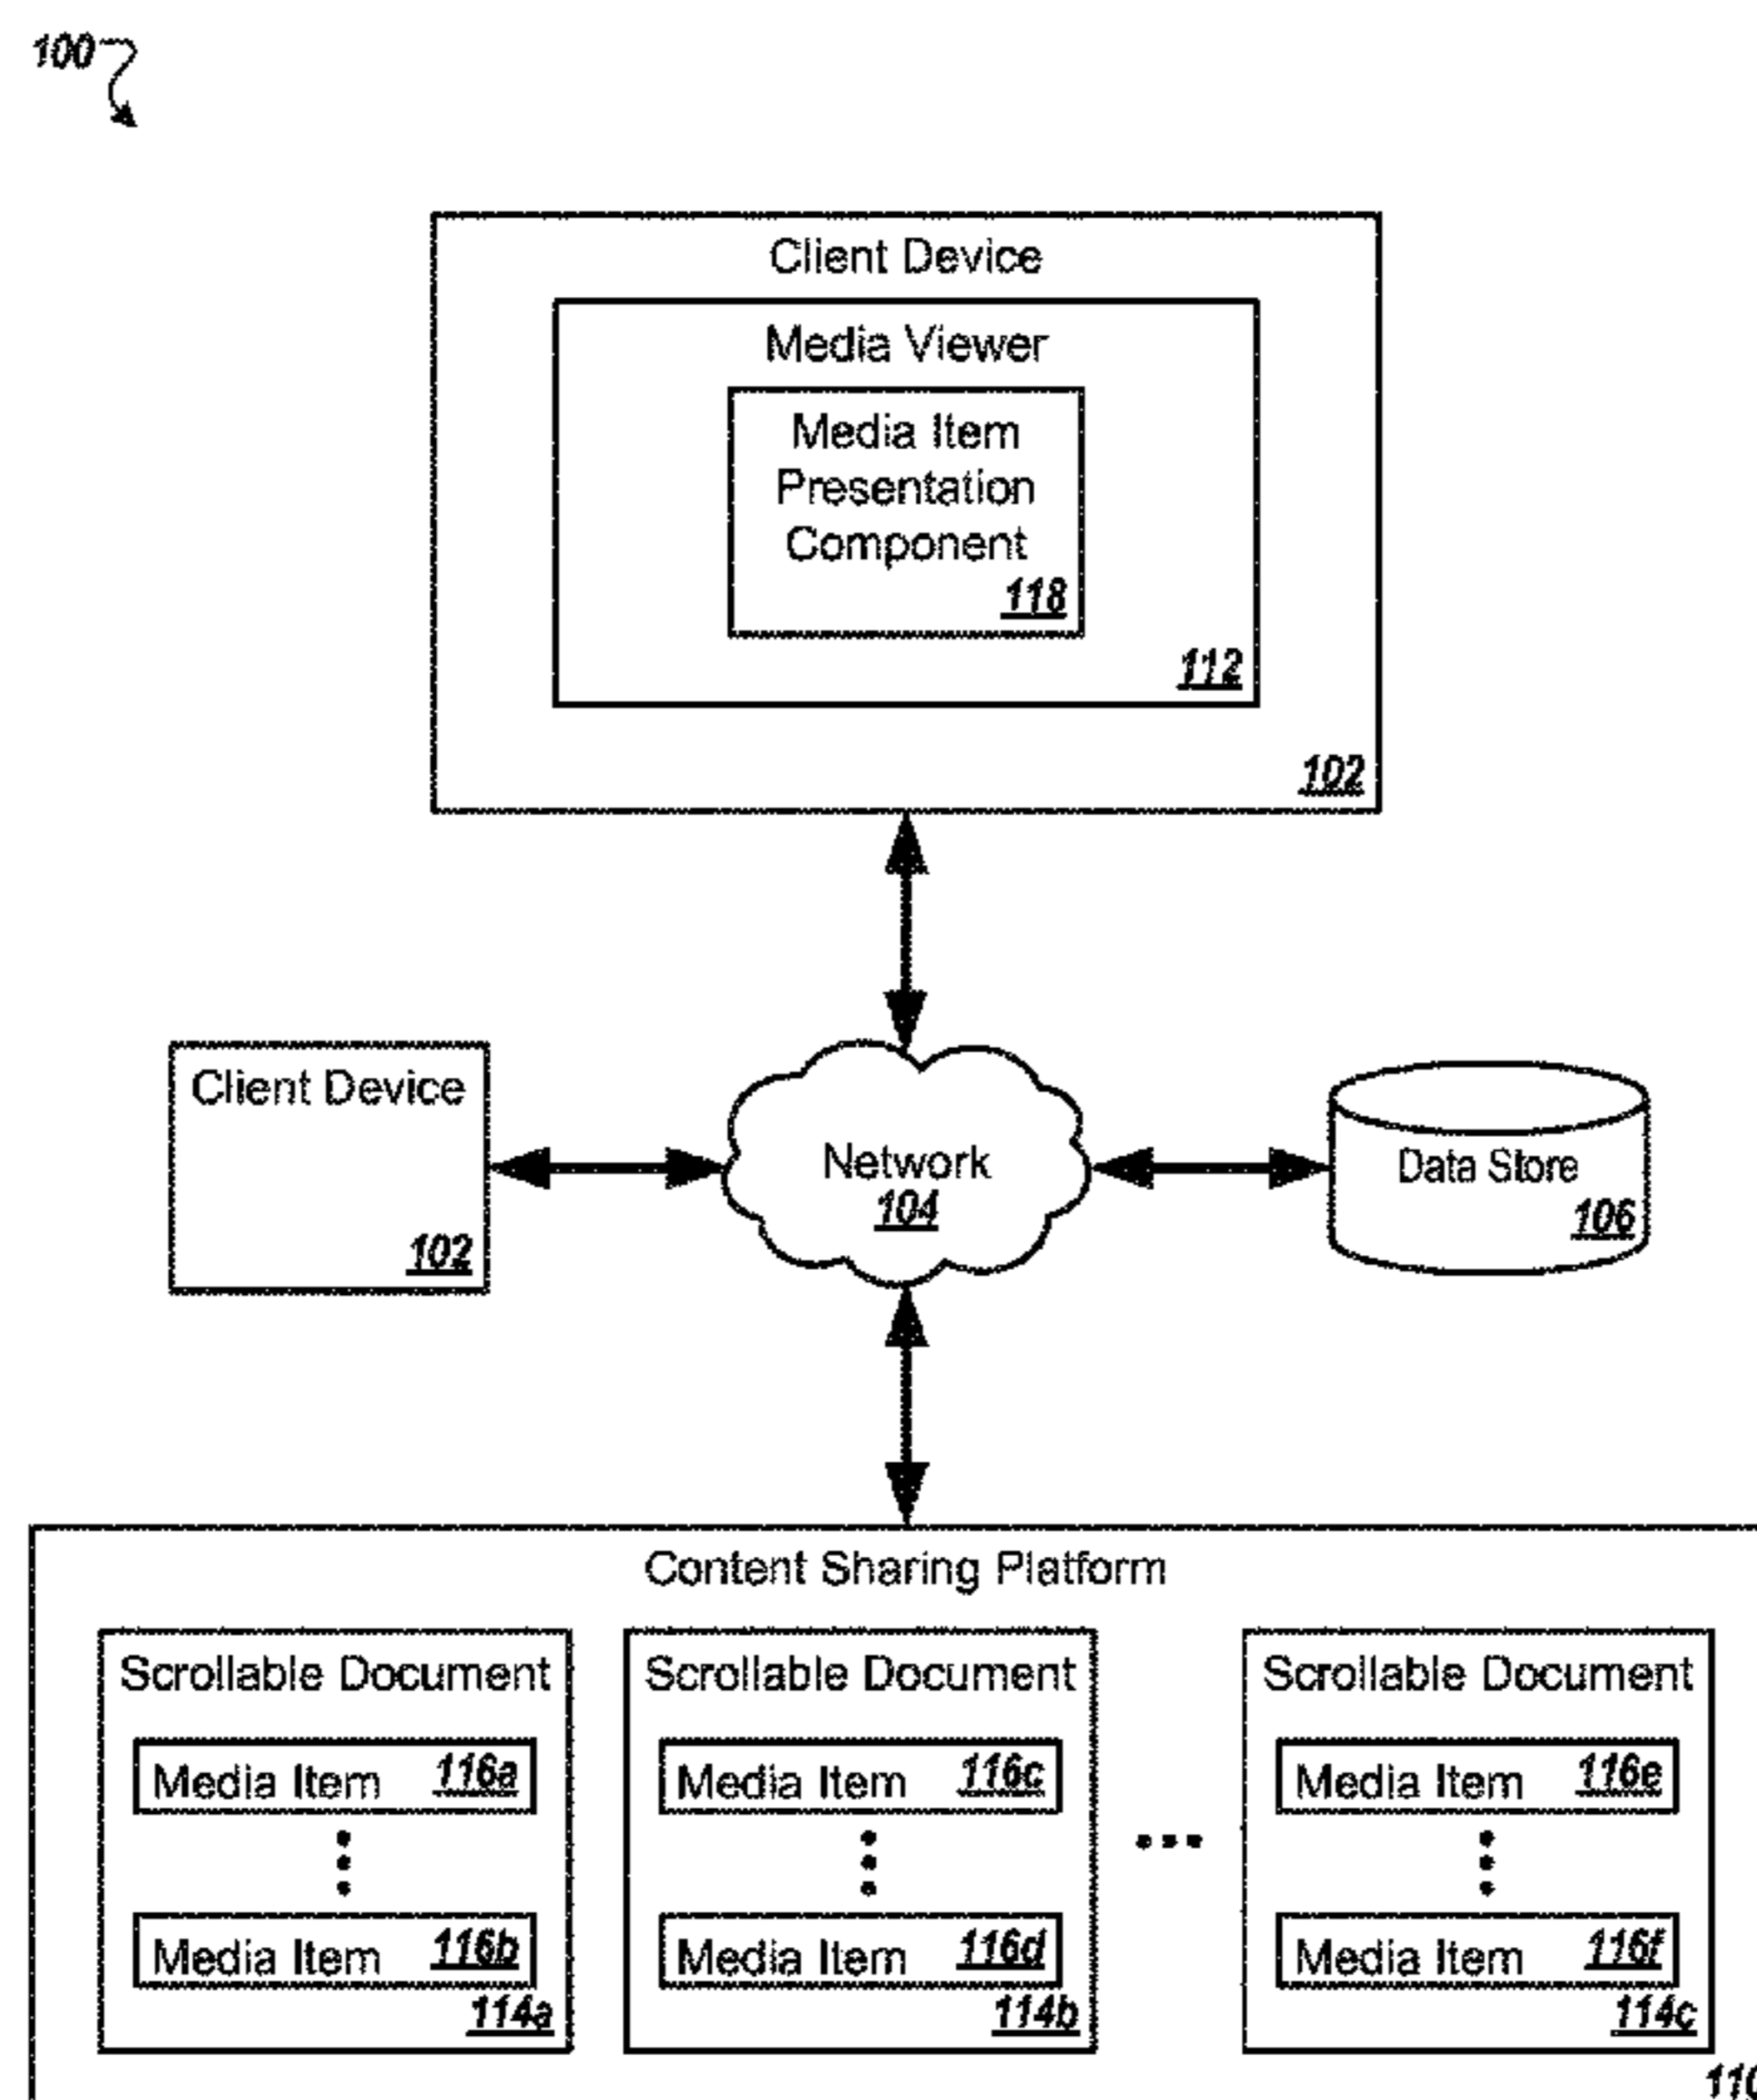 100
Client Device
Media Viewer
Media Item
Presentation
Component
118
112
102
Client Device
102
Network
104
Data Store
106
Content Sharing Platform
Scrollable Document
Media Item 116a
Media Item 116b
114a
Scrollable Document
Media Item 116c
Media Item 116d
114b
Scrollable Document
Media Item 116e
Media Item 116f
114c
110